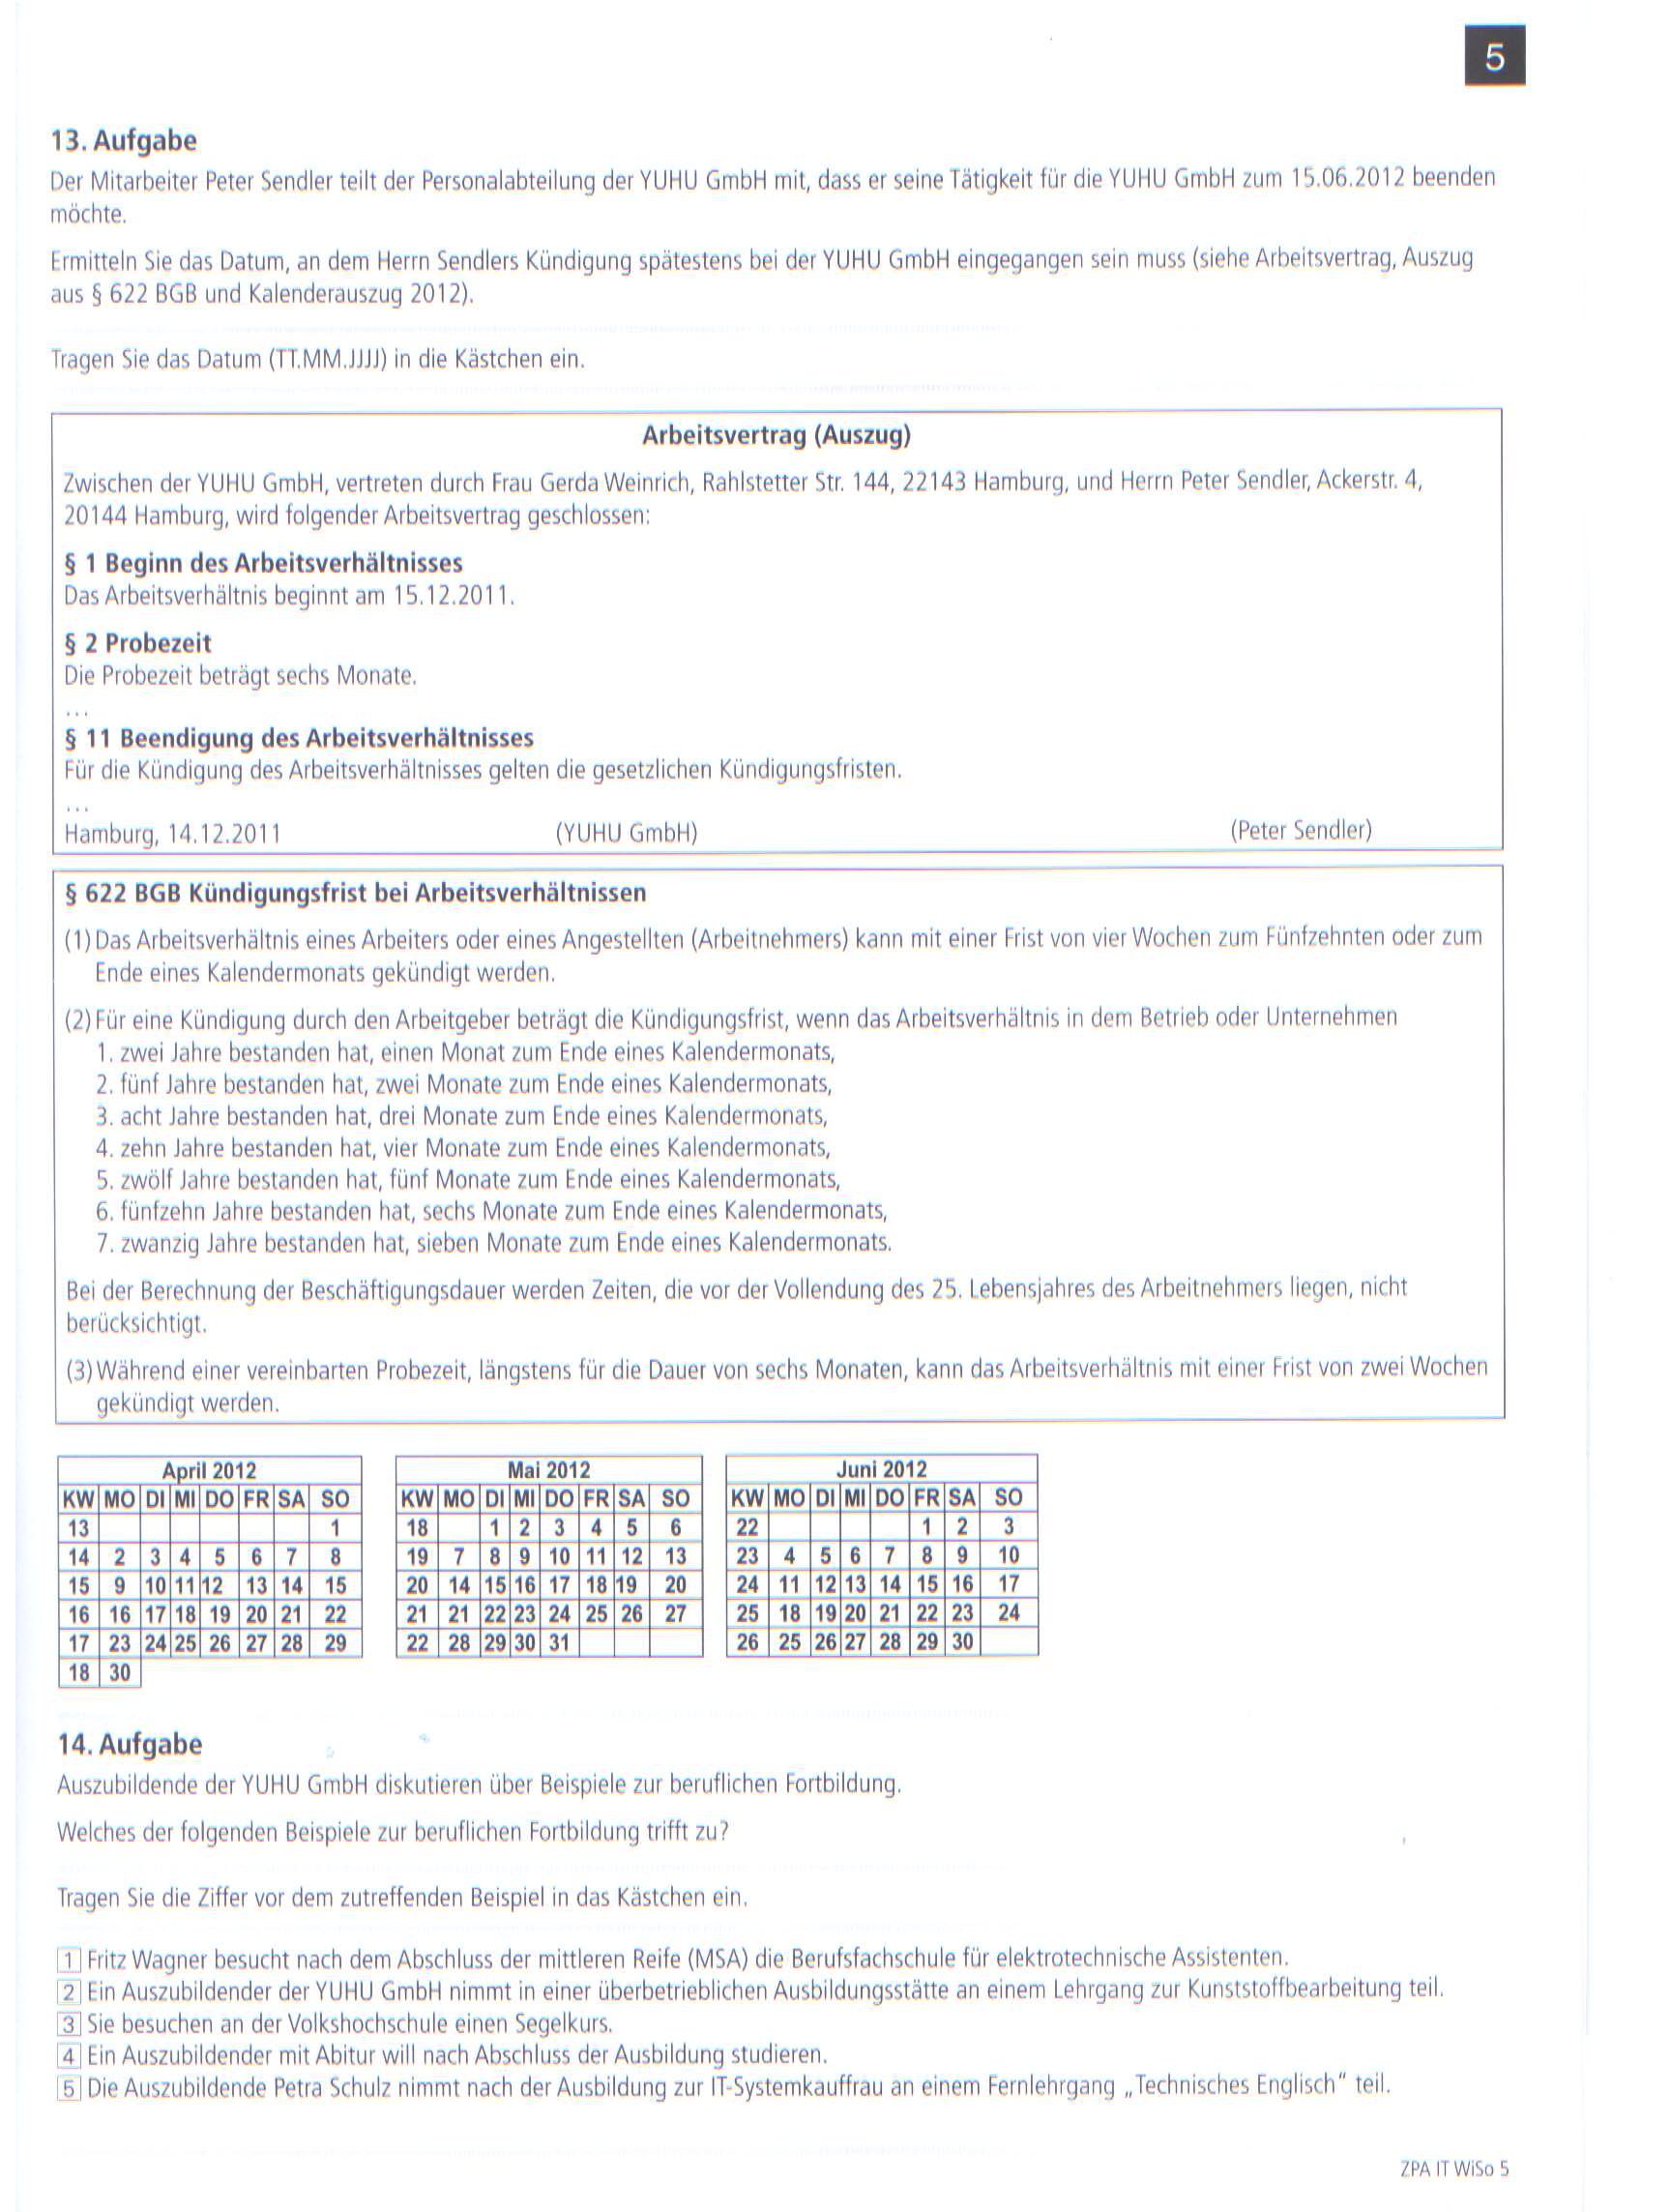 5
13. Aufgabe
Der Mitarbeiter Peter Sendler teilt der Personalabteilung der YUHU GmbH mit, dass er seine Tätigkeit für die YUHU GmbH zum 15.06.2012 beenden
möchte.
Ermitteln Sie das Datum, an dem Herrn Sendlers Kündigung spätestens bei der YUHU GmbH eingegangen sein muss (siehe Arbeitsvertrag, Auszug
aus § 622 BGB und Kalenderauszug 2012).
Tragen Sie das Datum (TT.MM.JJJJ) in die Kästchen ein.
Arbeitsvertrag (Auszug)
Zwischen der YUHU GmbH, vertreten durch Frau Gerda Weinrich, Rahlstetter Str. 144, 22143 Hamburg, und Herrn Peter Sendler, Ackerstr. 4,
20144 Hamburg, wird folgender Arbeitsvertrag geschlossen:
§ 1 Beginn des Arbeitsverhältnisses
Das Arbeitsverhältnis beginnt am 15.12.2011.
§ 2 Probezeit
Die Probezeit beträgt sechs Monate.
...
§ 11 Beendigung des Arbeitsverhältnisses
Für die Kündigung des Arbeitsverhältnisses gelten die gesetzlichen Kündigungsfristen.
...
Hamburg, 14.12.2011 (YUHU GmbH) (Peter Sendler)
§ 622 BGB Kündigungsfrist bei Arbeitsverhältnissen
(1) Das Arbeitsverhältnis eines Arbeiters oder eines Angestellten (Arbeitnehmers) kann mit einer Frist von vier Wochen zum Fünfzehnten oder zum
Ende eines Kalendermonats gekündigt werden.
(2) Für eine Kündigung durch den Arbeitgeber beträgt die Kündigungsfrist, wenn das Arbeitsverhältnis in dem Betrieb oder Unternehmen
1. zwei Jahre bestanden hat, einen Monat zum Ende eines Kalendermonats,
2. fünf Jahre bestanden hat, zwei Monate zum Ende eines Kalendermonats,
3. acht Jahre bestanden hat, drei Monate zum Ende eines Kalendermonats,
4. zehn Jahre bestanden hat, vier Monate zum Ende eines Kalendermonats,
5. zwölf Jahre bestanden hat, fünf Monate zum Ende eines Kalendermonats,
6. fünfzehn Jahre bestanden hat, sechs Monate zum Ende eines Kalendermonats,
7. zwanzig Jahre bestanden hat, sieben Monate zum Ende eines Kalendermonats.
Bei der Berechnung der Beschäftigungsdauer werden Zeiten, die vor der Vollendung des 25. Lebensjahres des Arbeitnehmers liegen, nicht
berücksichtigt.
(3) Während einer vereinbarten Probezeit, längstens für die Dauer von sechs Monaten, kann das Arbeitsverhältnis mit einer Frist von zwei Wochen
gekündigt werden.
April 2012
KW MO DI MI DO FR SA SO
13 1
14 2 3 4 5 6 7 8
15 9 10 11 12 13 14 15
16 16 17 18 19 20 21 22
17 23 24 25 26 27 28 29
18 30
Mai 2012
KW MO DI MI DO FR SA SO
18 1 2 3 4 5 6
19 7 8 9 10 11 12 13
20 14 15 16 17 18 19 20
21 21 22 23 24 25 26 27
22 28 29 30 31
Juni 2012
KW MO DI MI DO FR SA SO
22 1 2 3
23 4 5 6 7 8 9 10
24 11 12 13 14 15 16 17
25 18 19 20 21 22 23 24
26 25 26 27 28 29 30
14. Aufgabe
Auszubildende der YUHU GmbH diskutieren über Beispiele zur beruflichen Fortbildung.
Welches der folgenden Beispiele zur beruflichen Fortbildung trifft zu?
Tragen Sie die Ziffer vor dem zutreffenden Beispiel in das Kästchen ein.
1 Fritz Wagner besucht nach dem Abschluss der mittleren Reife (MSA) die Berufsfachschule für elektrotechnische Assistenten.
2 Ein Auszubildender der YUHU GmbH nimmt in einer überbetrieblichen Ausbildungsstätte an einem Lehrgang zur Kunststoffbearbeitung teil.
3 Sie besuchen an der Volkshochschule einen Segelkurs.
4 Ein Auszubildender mit Abitur will nach Abschluss der Ausbildung studieren.
5 Die Auszubildende Petra Schulz nimmt nach der Ausbildung zur IT-Systemkauffrau an einem Fernlehrgang „Technisches Englisch“ teil.
ZPA IT WiSo 5